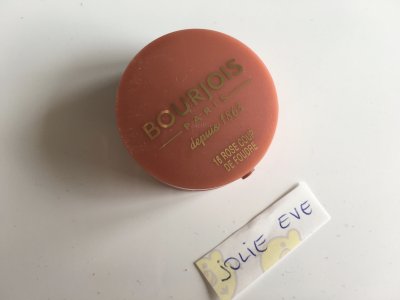 BOURJOIS
PARIS
depuis 1863
16 ROSE COUP
DE FOUDRE
JOLIE EVE